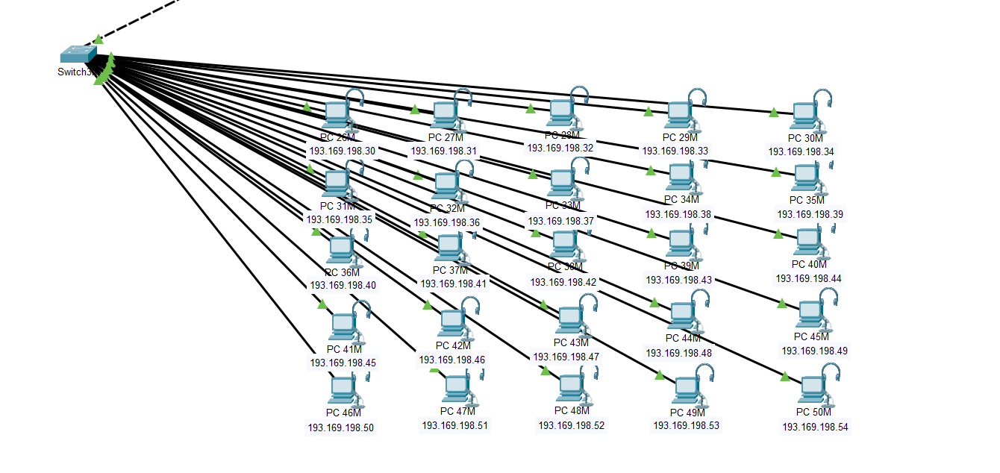 Switch3
PC 26M
193.169.198.30
PC 27M
193.169.198.31
PC 28M
193.169.198.32
PC 29M
193.169.198.33
PC 30M
193.169.198.34
PC 31M
193.169.198.35
PC 32M
193.169.198.36
PC 33M
193.169.198.37
PC 34M
193.169.198.38
PC 35M
193.169.198.39
PC 36M
193.169.198.40
PC 37M
193.169.198.41
PC 38M
193.169.198.42
PC 39M
193.169.198.43
PC 40M
193.169.198.44
PC 41M
193.169.198.45
PC 42M
193.169.198.46
PC 43M
193.169.198.47
PC 44M
193.169.198.48
PC 45M
193.169.198.49
PC 46M
193.169.198.50
PC 47M
193.169.198.51
PC 48M
193.169.198.52
PC 49M
193.169.198.53
PC 50M
193.169.198.54